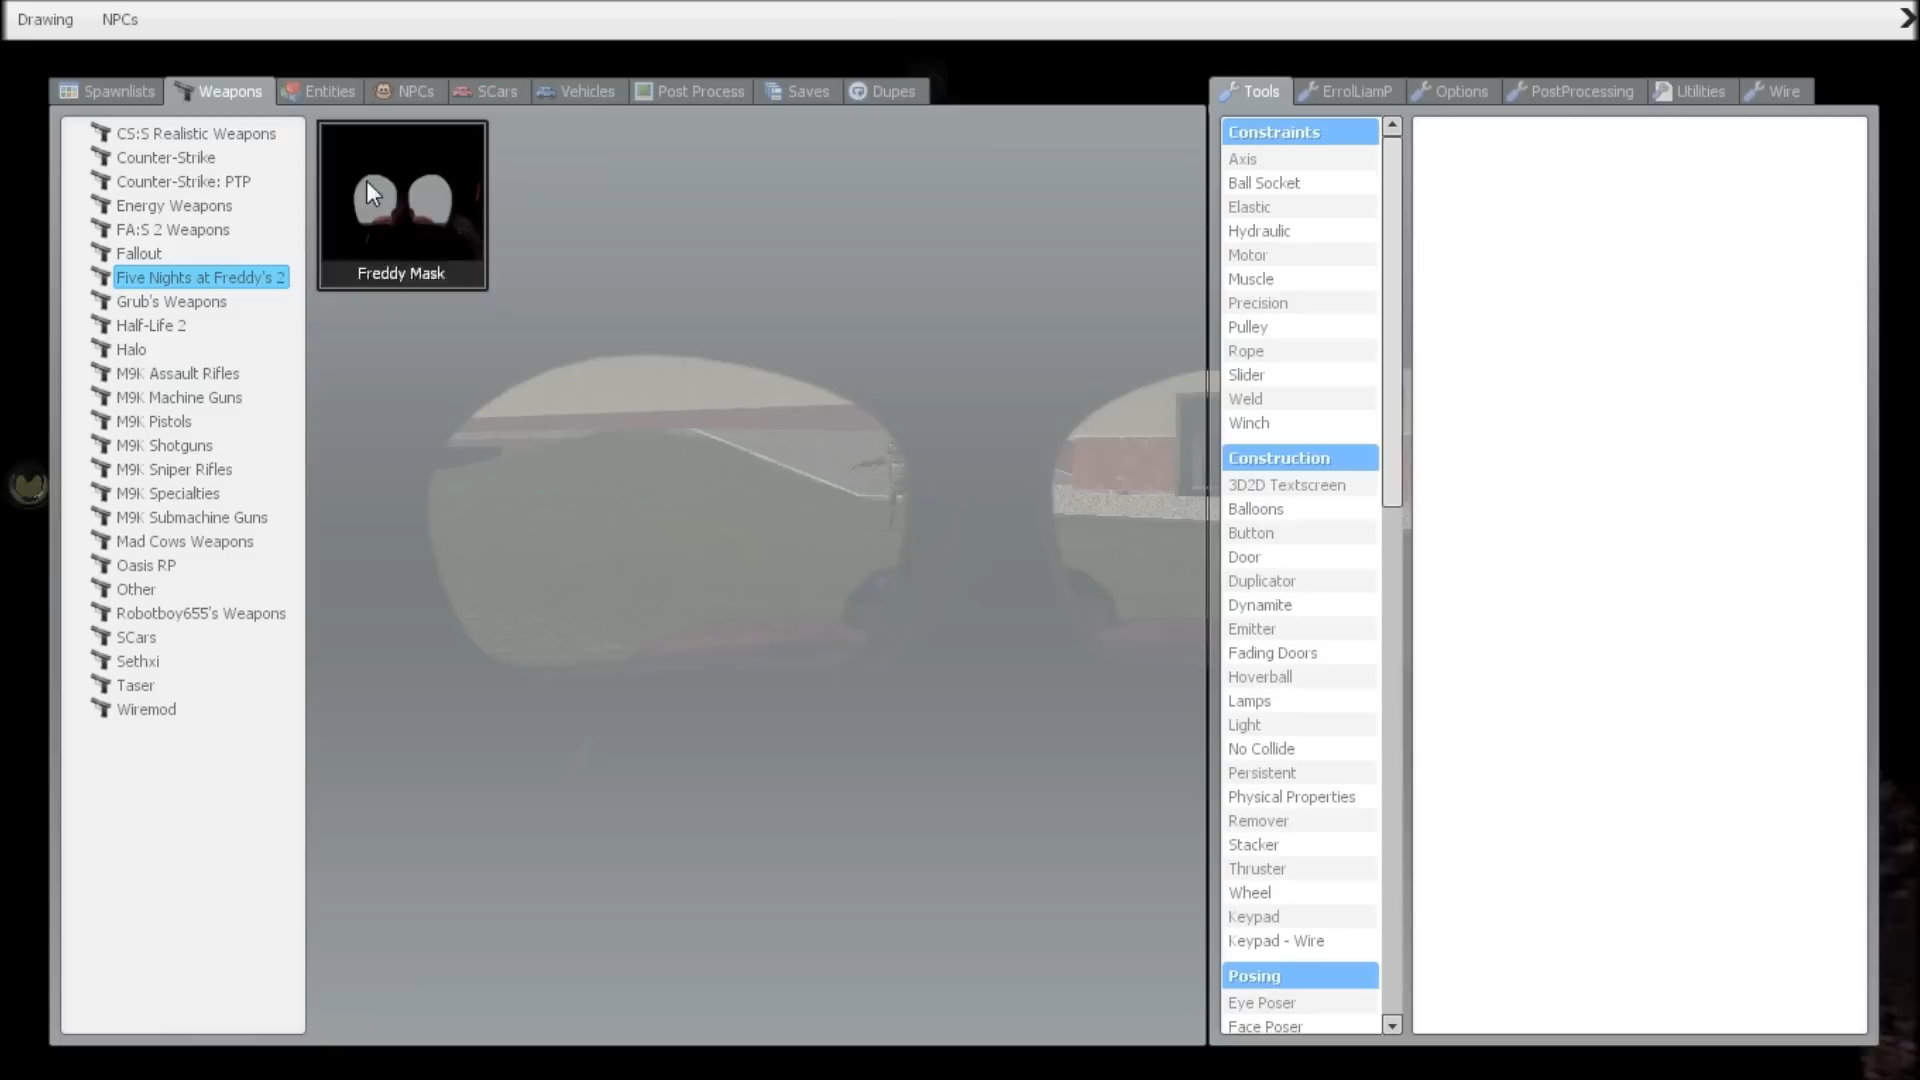 Drawing NPCs
Spawnlists Weapons Entities NPCs SCars Vehicles Post Process Saves Dupes
Tools ErrolLiamP Options PostProcessing Utilities Wire
CS:S Realistic Weapons
Counter-Strike
Counter-Strike: PTP
Energy Weapons
FA:S 2 Weapons
Fallout
Five Nights at Freddy's 2
Grub's Weapons
Half-Life 2
Halo
M9K Assault Rifles
M9K Machine Guns
M9K Pistols
M9K Shotguns
M9K Sniper Rifles
M9K Specialties
M9K Submachine Guns
Mad Cows Weapons
Oasis RP
Other
Robotboy655's Weapons
SCars
Sethxi
Taser
Wiremod
Freddy Mask
Constraints
Axis
Ball Socket
Elastic
Hydraulic
Motor
Muscle
Precision
Pulley
Rope
Slider
Weld
Winch
Construction
3D2D Textscreen
Balloons
Button
Door
Duplicator
Dynamite
Emitter
Fading Doors
Hoverball
Lamps
Light
No Collide
Persistent
Physical Properties
Remover
Stacker
Thruster
Wheel
Keypad
Keypad - Wire
Posing
Eye Poser
Face Poser